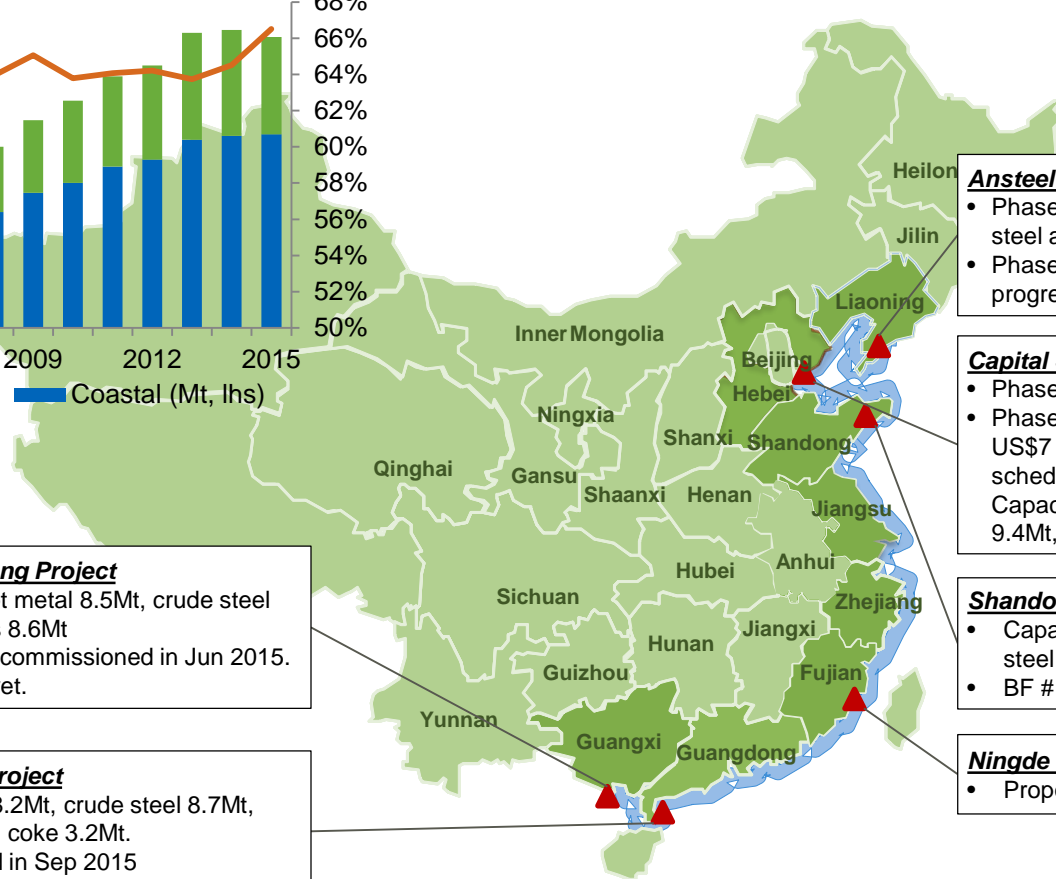 68%
66%
64%
62%
60%
58%
56%
54%
52%
50%
2009 2012 2015
Coastal (Mt, lhs)
Heilon
Jilin
Liaoning
Inner Mongolia
Beijing
Hebei
Ningxia
Shanxi
Shandong
Qinghai
Gansu
Shaanxi
Henan
Jiangsu
Anhui
Hubei
Sichuan
Zhejiang
Jiangxi
Hunan
Guizhou
Fujian
Yunnan
Guangxi
Guangdong
Ansteel
• Phase
steel a
• Phase
progre
Capital
• Phase
• Phase
US$7
sched
Capac
9.4Mt,
Shando
• Capa
steel
• BF #
Ningde
• Prop
ng Project
t metal 8.5Mt, crude steel
s 8.6Mt
commissioned in Jun 2015.
et.
roject
3.2Mt, crude steel 8.7Mt,
coke 3.2Mt.
d in Sep 2015